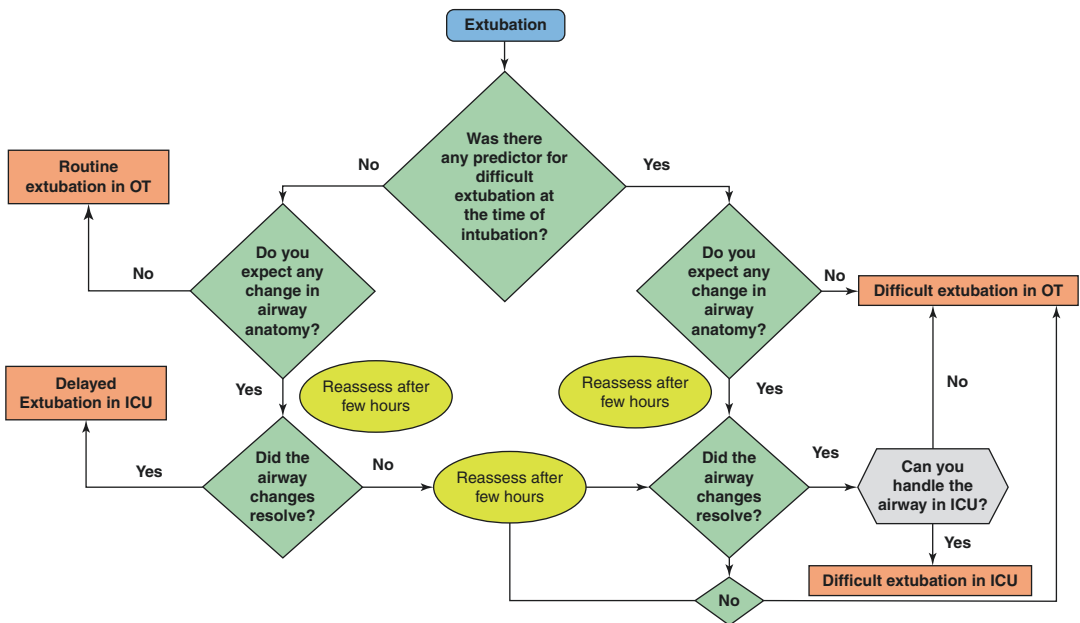 Extubation
Was there
any predictor for
difficult
extubation at
the time of
intubation?
No
Yes
Routine
extubation in OT
No
Do you
expect any
change in
airway
anatomy?
Do you
expect any
change in
airway
anatomy?
No
Difficult extubation in OT
Delayed
Extubation in ICU
Yes
Reassess after
few hours
Reassess after
few hours
Yes
No
Yes
Did the
airway
changes
resolve?
No
Reassess after
few hours
Did the
airway
changes
resolve?
Yes
Can you
handle the
airway in ICU?
Yes
Difficult extubation in ICU
No